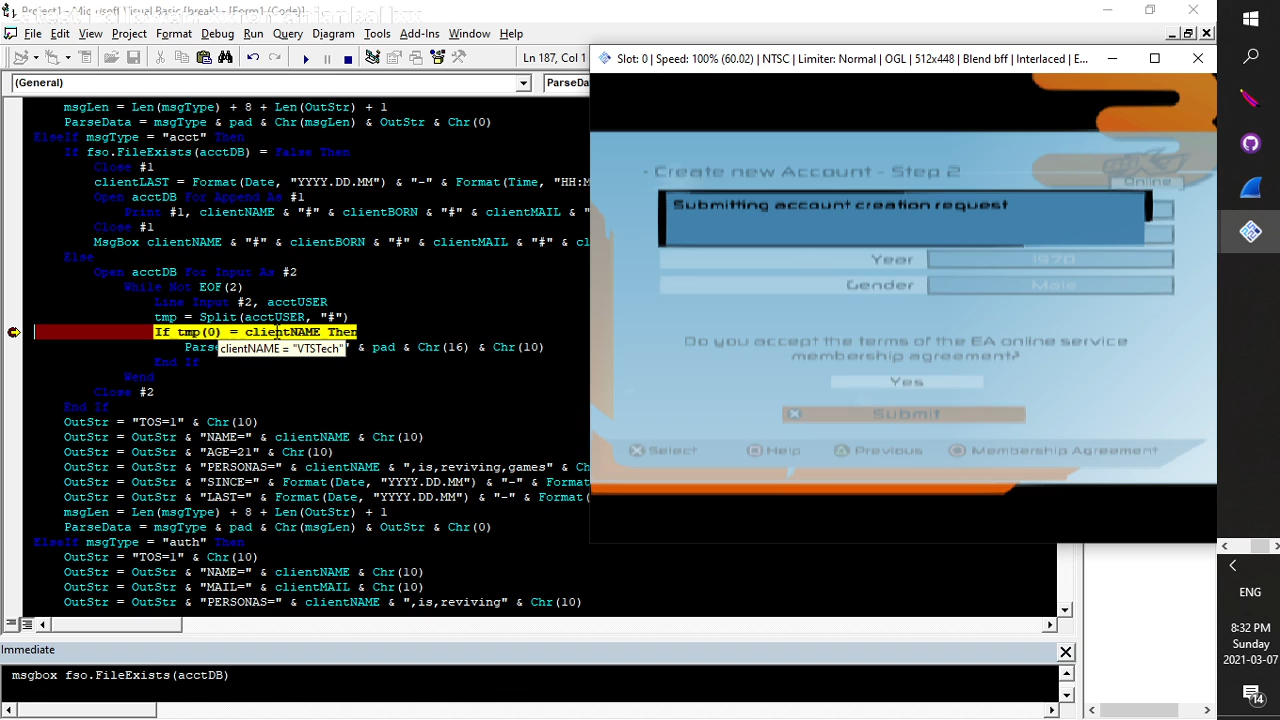 Project1 - Microsoft Visual Basic [break] - [Form1 (Code)]
File Edit View Project Format Debug Run Query Diagram Tools Add-Ins Window Help
Ln 187, Col 1
(General)
ParseDa
msgLen = Len(msgType) + 8 + Len(OutStr) + 1
ParseData = msgType & pad & Chr(msgLen) & OutStr & Chr(0)
ElseIf msgType = "acct" Then
If fso.FileExists(acctDB) = False Then
Close #1
clientLAST = Format(Date, "YYYY.DD.MM") & "-" & Format(Time, "HH:M
Open acctDB For Append As #1
Print #1, clientNAME & "#" & clientBORN & "#" & clientMAIL & "
Close #1
MsgBox clientNAME & "#" & clientBORN & "#" & clientMAIL & "#" & cl
Else
Open acctDB For Input As #2
While Not EOF(2)
Line Input #2, acctUSER
tmp = Split(acctUSER, "#")
If tmp(0) = clientNAME Then
clientNAME = "VTSTech"
Pars
" & pad & Chr(16) & Chr(10)
End If
Wend
Close #2
End If
OutStr = "TOS=1" & Chr(10)
OutStr = OutStr & "NAME=" & clientNAME & Chr(10)
OutStr = OutStr & "AGE=21" & Chr(10)
OutStr = OutStr & "PERSONAS=" & clientNAME & ",is,reviving,games" & Ch
OutStr = OutStr & "SINCE=" & Format(Date, "YYYY.DD.MM") & "-" & Format
OutStr = OutStr & "LAST=" & Format(Date, "YYYY.DD.MM") & "-" & Format(
msgLen = Len(msgType) + 8 + Len(OutStr) + 1
ParseData = msgType & pad & Chr(msgLen) & OutStr & Chr(0)
ElseIf msgType = "auth" Then
OutStr = "TOS=1" & Chr(10)
OutStr = OutStr & "NAME=" & clientNAME & Chr(10)
OutStr = OutStr & "MAIL=" & clientMAIL & Chr(10)
OutStr = OutStr & "PERSONAS=" & clientNAME & ",is,reviving" & Chr(10)
Immediate
msgbox fso.FileExists(acctDB)
Slot: 0 | Speed: 100% (60.02) | NTSC | Limiter: Normal | OGL | 512x448 | Blend bff | Interlaced | E...
Create new Account - Step 2
Online
Submitting account creation request
Year 1970
Gender Male
Do you accept the terms of the EA online service
membership agreement?
Yes
Submit
Select Help Previous Membership Agreement
ENG
8:32 PM
Sunday
2021-03-07
14